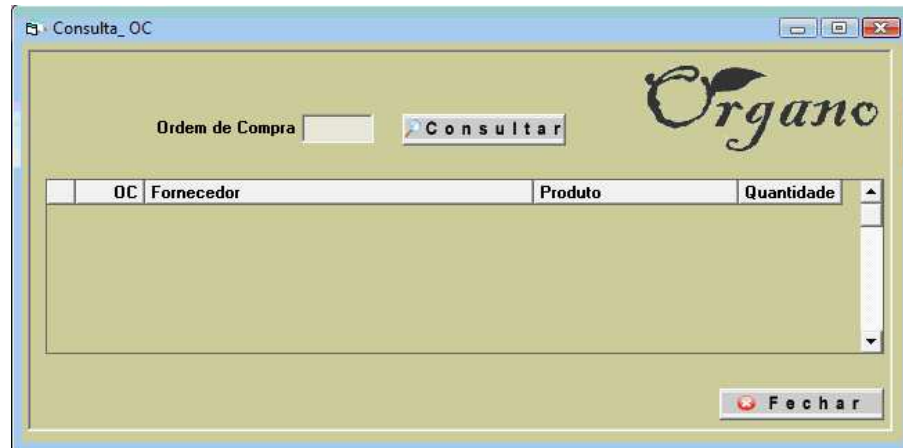 Consulta_ OC
Organo
Ordem de Compra Consultar
OC Fornecedor Produto Quantidade
Fechar